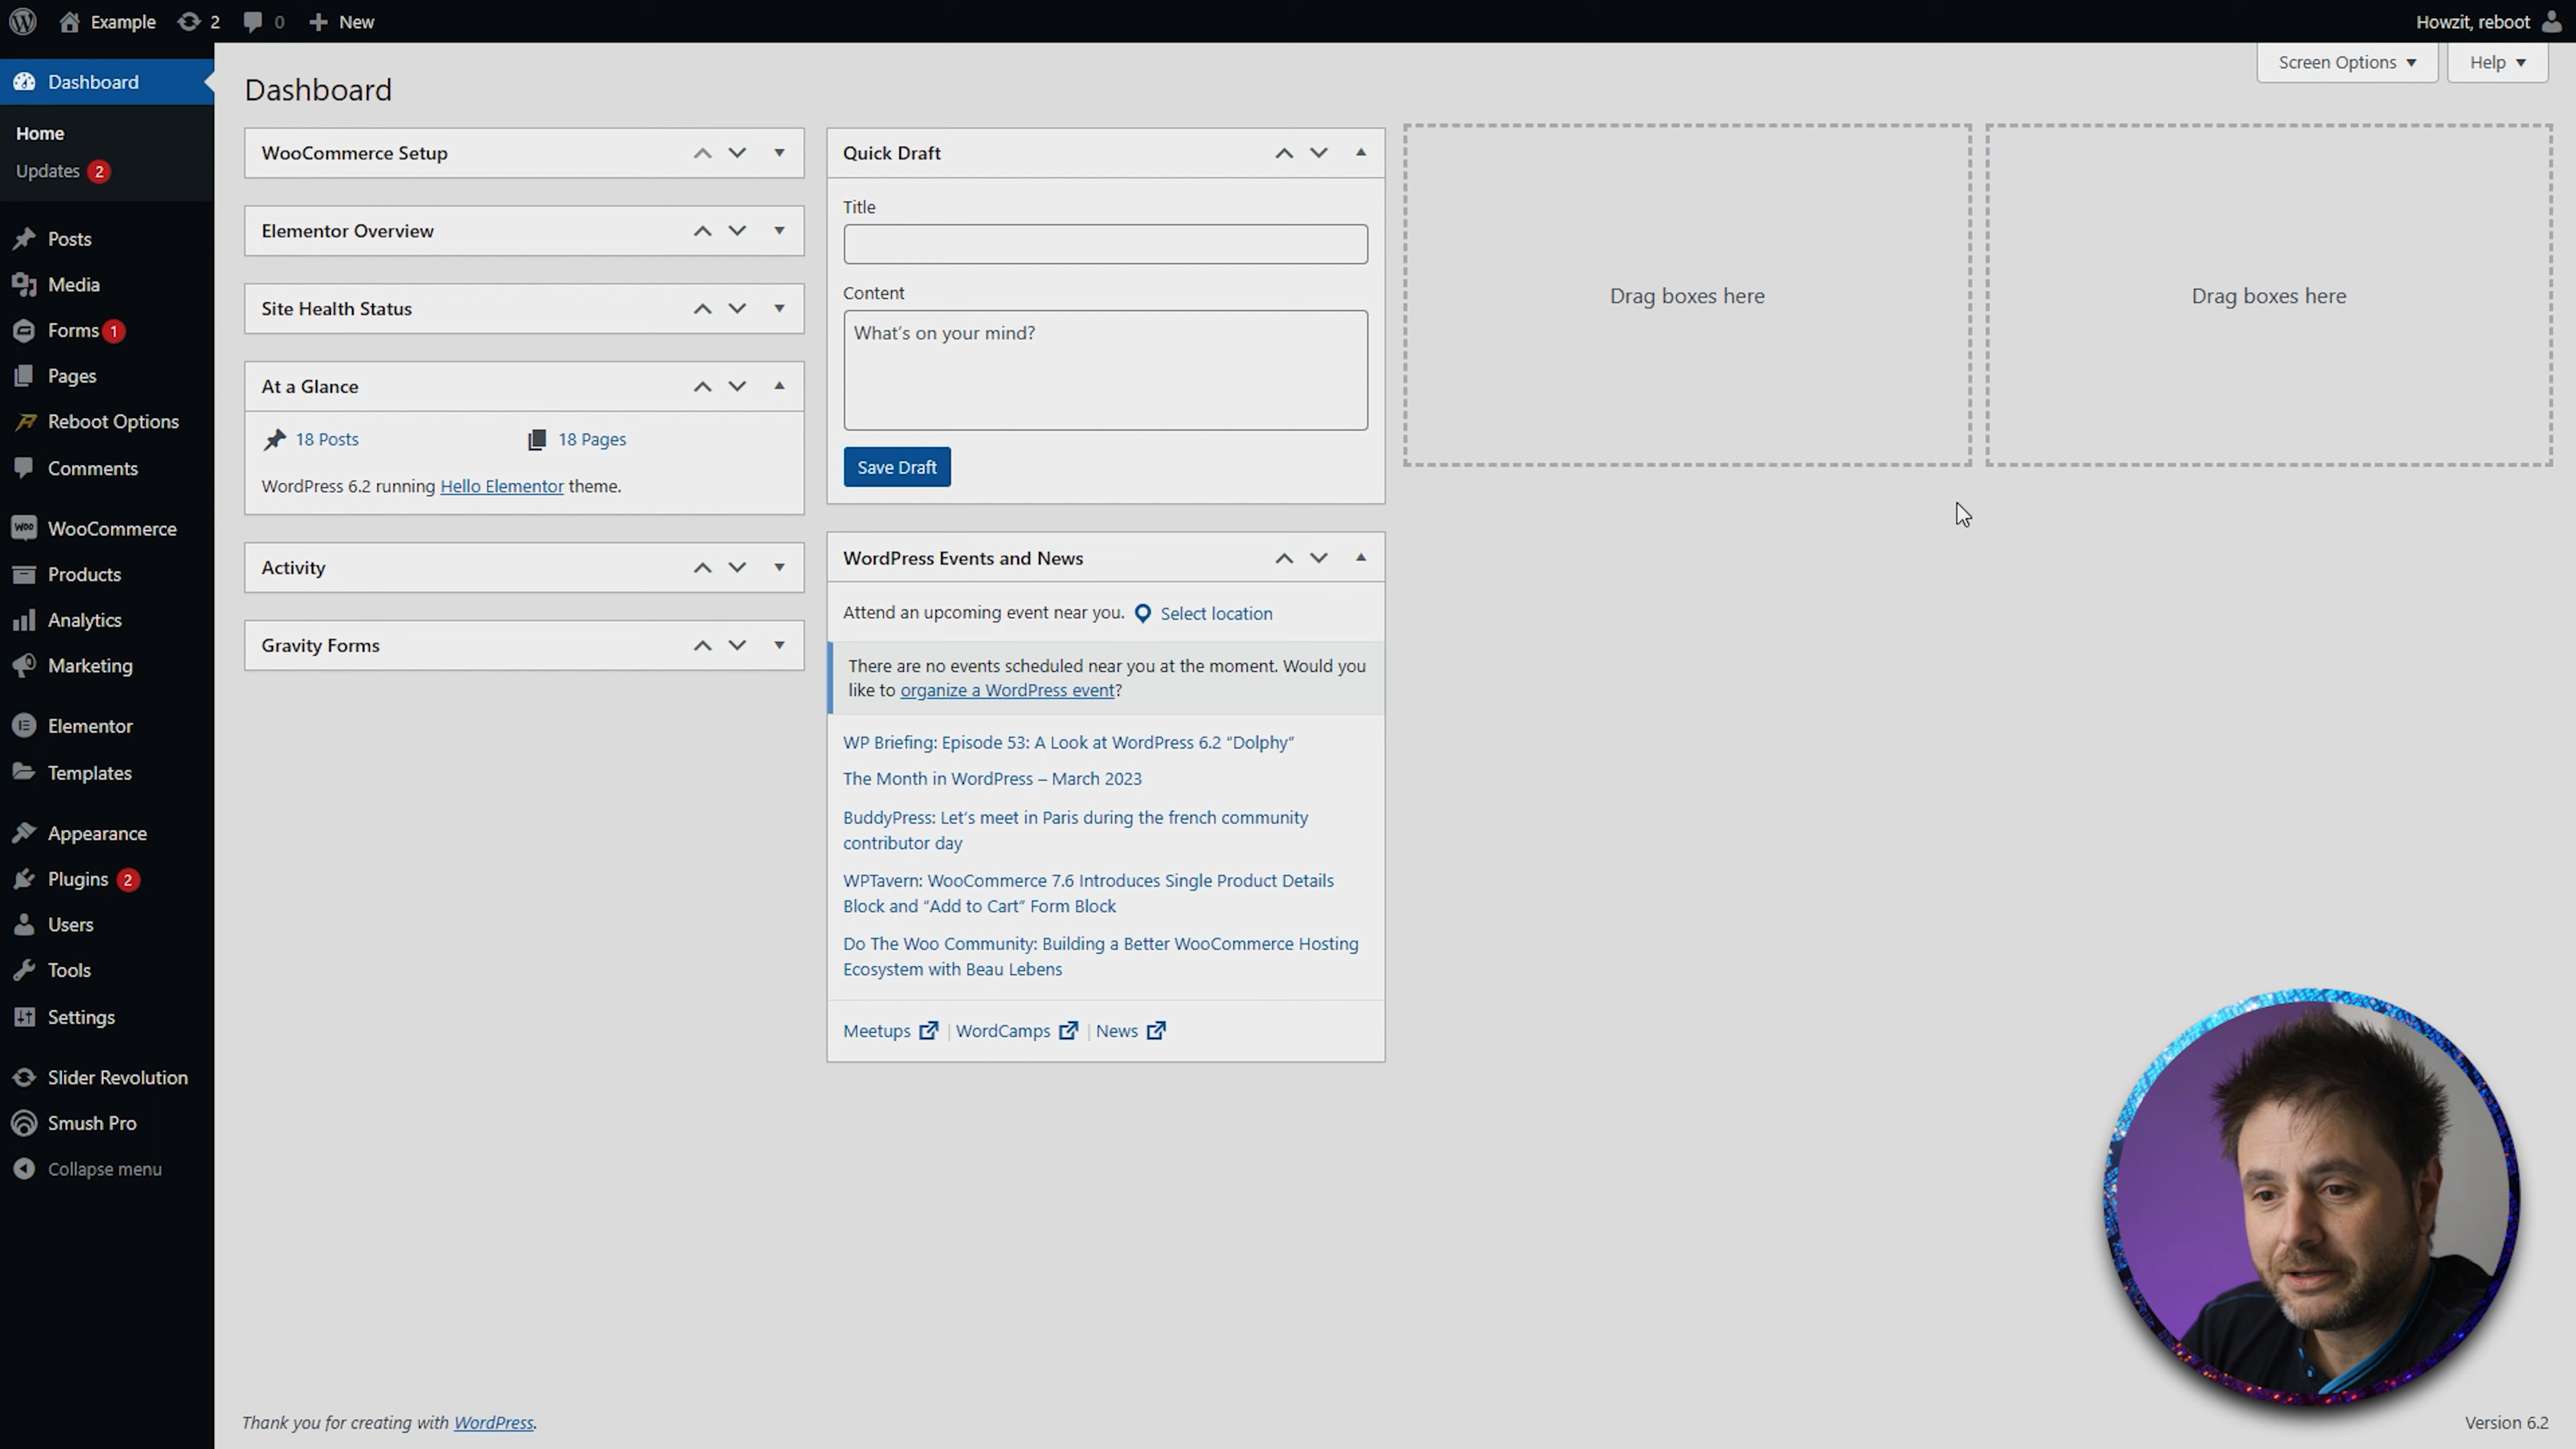 Example 2 0 New
Howzit, reboot
Dashboard
Home
Updates 2
Posts
Media
Forms 1
Pages
Reboot Options
Comments
WooCommerce
Products
Analytics
Marketing
Elementor
Templates
Appearance
Plugins 2
Users
Tools
Settings
Slider Revolution
Smush Pro
Collapse menu
Screen Options
Help
Dashboard
WooCommerce Setup
Elementor Overview
Site Health Status
At a Glance
18 Posts
18 Pages
WordPress 6.2 running Hello Elementor theme.
Activity
Gravity Forms
Quick Draft
Title
Content
What's on your mind?
Save Draft
WordPress Events and News
Attend an upcoming event near you. Select location
There are no events scheduled near you at the moment. Would you
like to organize a WordPress event?
WP Briefing: Episode 53: A Look at WordPress 6.2 “Dolphy”
The Month in WordPress – March 2023
BuddyPress: Let’s meet in Paris during the french community
contributor day
WPTavern: WooCommerce 7.6 Introduces Single Product Details
Block and “Add to Cart” Form Block
Do The Woo Community: Building a Better WooCommerce Hosting
Ecosystem with Beau Lebens
Meetups | WordCamps | News
Drag boxes here
Drag boxes here
Thank you for creating with WordPress.
Version 6.2